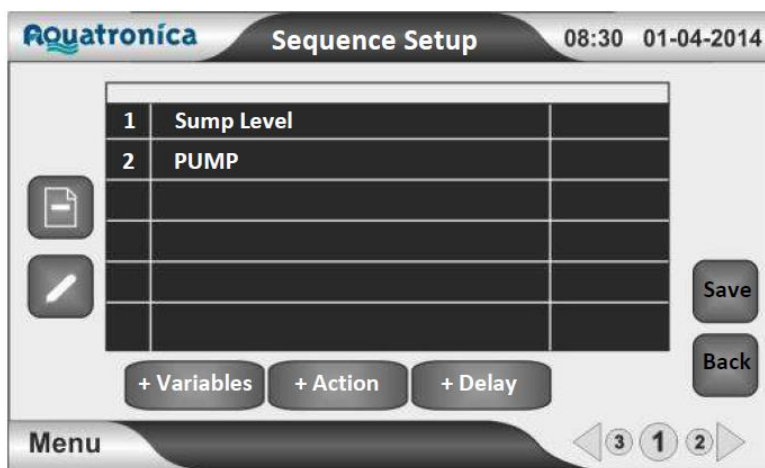 Aquatronica Sequence Setup 08:30 01-04-2014
1 Sump Level
2 PUMP
Save
Back
+ Variables + Action + Delay
Menu 3 1 2